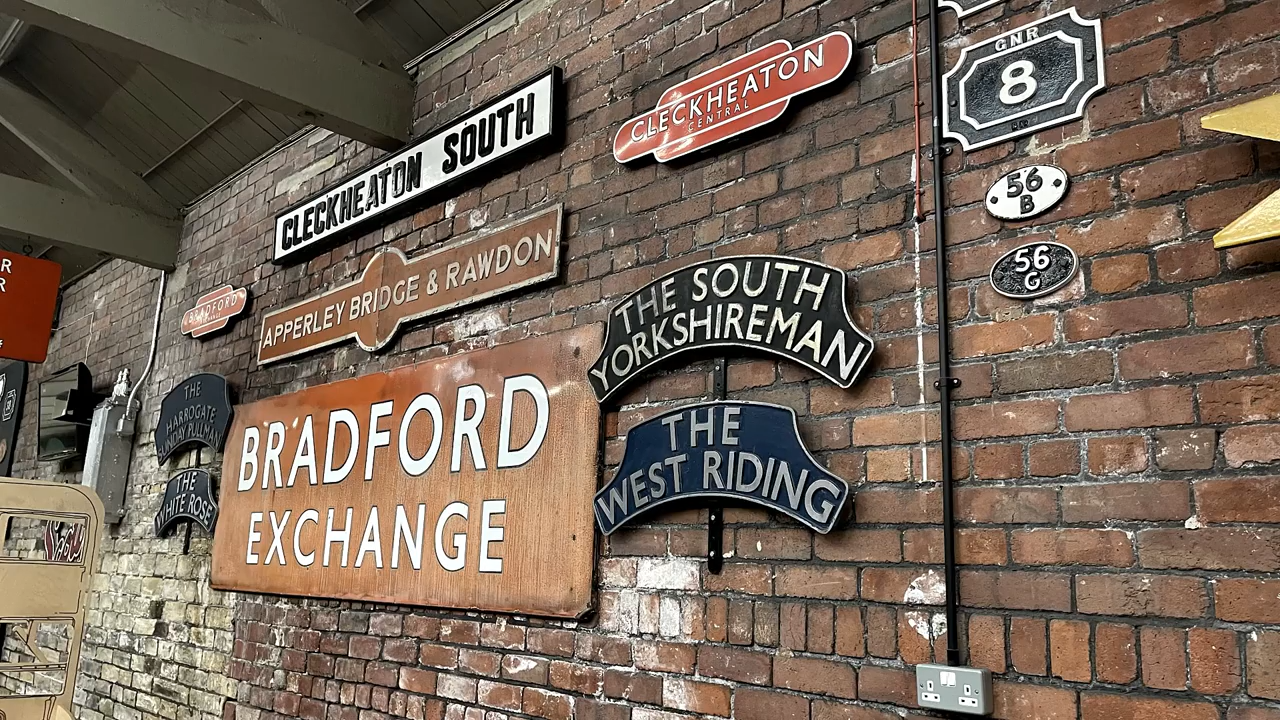 CLECKHEATON SOUTH
CLECKHEATON
CENTRAL
GNR
8
56
B
56
G
BRADFORD
APPERLEY BRIDGE & RAWDON
THE SOUTH
YORKSHIREMAN
THE
HARROGATE
SUNDAY PULLMAN
THE
WHITE ROSE
BRADFORD
EXCHANGE
THE
WEST RIDING
R
R